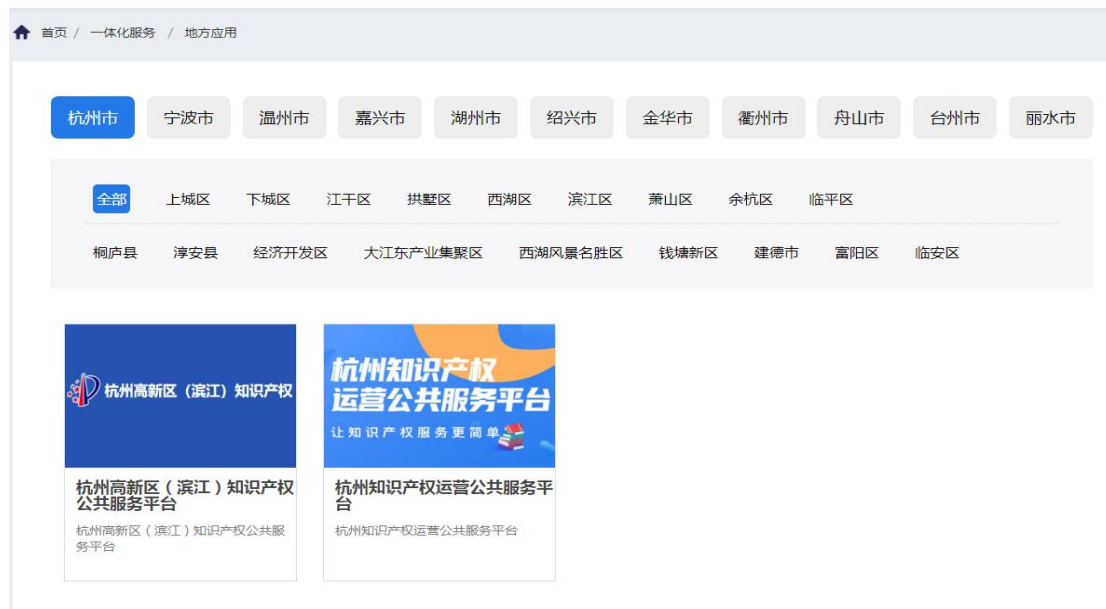 首页 / 一体化服务 / 地方应用
杭州市 宁波市 温州市 嘉兴市 湖州市 绍兴市 金华市 衢州市 舟山市 台州市 丽水市
全部 上城区 下城区 江干区 拱墅区 西湖区 滨江区 萧山区 余杭区 临平区
桐庐县 淳安县 经济开发区 大江东产业集聚区 西湖风景名胜区 钱塘新区 建德市 富阳区 临安区
杭州高新区（滨江）知识产权
杭州知识产权
运营公共服务平台
让知识产权服务更简单
杭州高新区（滨江）知识产权
公共服务平台
杭州高新区（滨江）知识产权公共服
务平台
杭州知识产权运营公共服务平
台
杭州知识产权运营公共服务平台